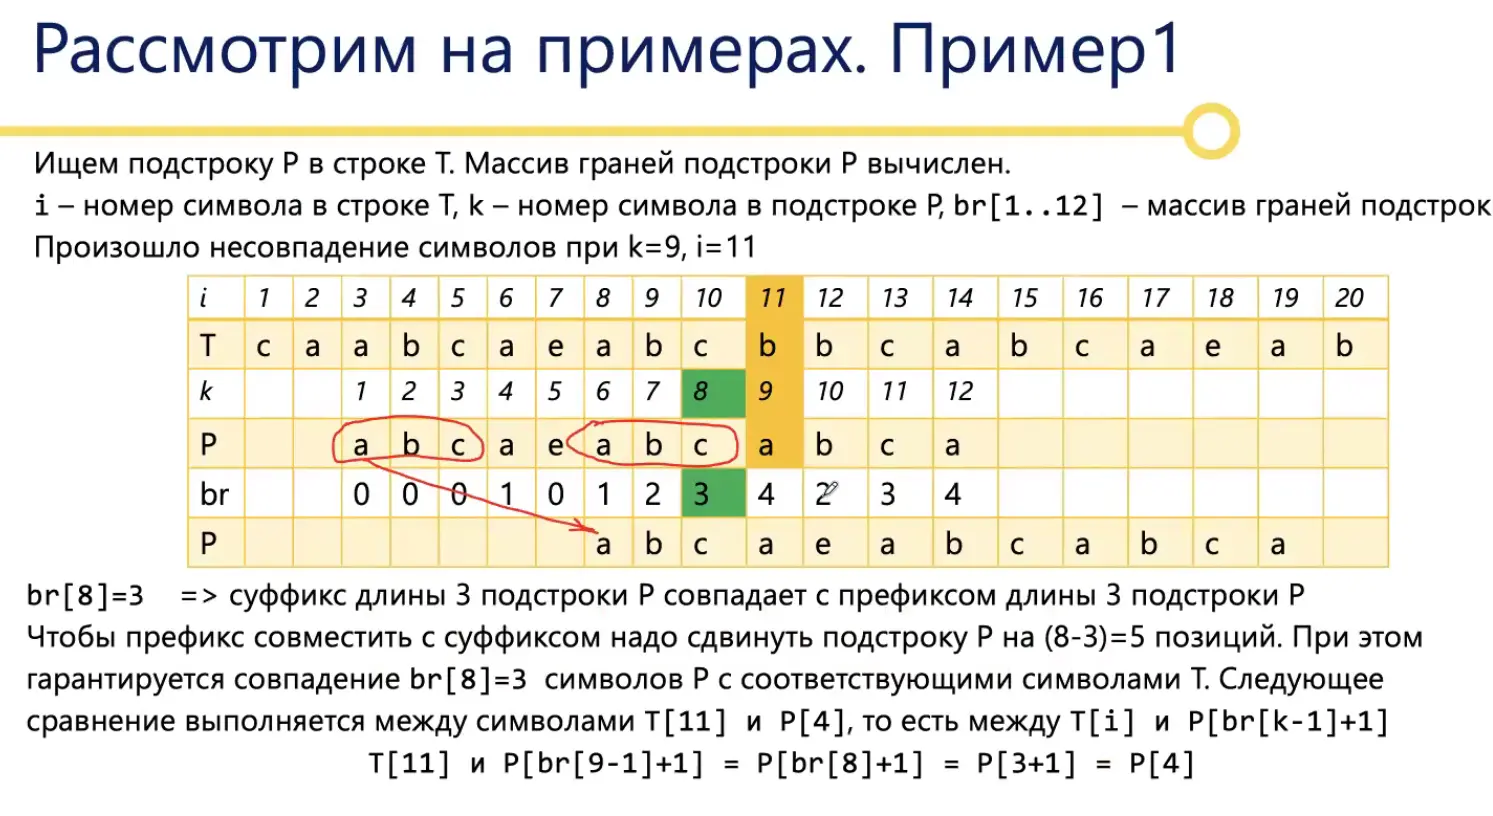 Рассмотрим на примерах. Пример1
Ищем подстроку P в строке T. Массив граней подстроки P вычислен.
i – номер символа в строке T, k – номер символа в подстроке P, br[1..12] – массив граней подстрок
Произошло несовпадение символов при k=9, i=11
i 1 2 3 4 5 6 7 8 9 10 11 12 13 14 15 16 17 18 19 20
T c a a b c a e a b c b b c a b c a e a b
k 1 2 3 4 5 6 7 8 9 10 11 12
P a b c a e a b c a b c a
br 0 0 0 1 0 1 2 3 4 2 3 4
P a b c a e a b c a b c a
br[8]=3 => суффикс длины 3 подстроки P совпадает с префиксом длины 3 подстроки P
Чтобы префикс совместить с суффиксом надо сдвинуть подстроку P на (8-3)=5 позиций. При этом
гарантируется совпадение br[8]=3 символов P с соответствующими символами T. Следующее
сравнение выполняется между символами T[11] и P[4], то есть между T[i] и P[br[k-1]+1]
T[11] и P[br[9-1]+1] = P[br[8]+1] = P[3+1] = P[4]